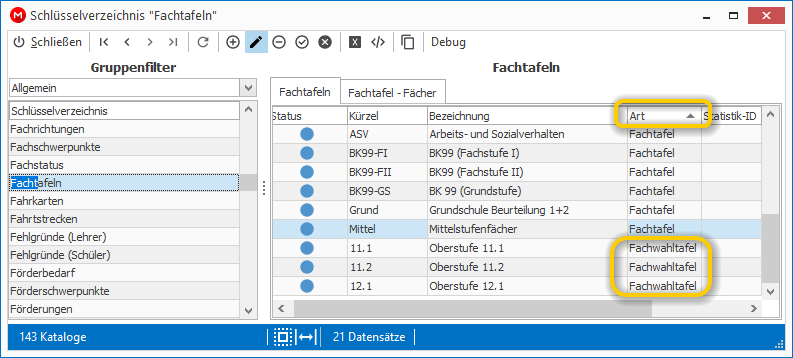 M Schlüsselverzeichnis "Fachtafeln"
Schließen Debug
Gruppenfilter
Allgemein
Schlüsselverzeichnis
Fachrichtungen
Fachschwerpunkte
Fachstatus
Fachtafeln
Fahrkarten
Fahrtstrecken
Fehlgründe (Lehrer)
Fehlgründe (Schüler)
Förderbedarf
Förderschwerpunkte
Förderungen
Fachtafeln
Fachtafeln Fachtafel - Fächer
Status Kürzel Bezeichnung Art Statistik-ID
ASV Arbeits- und Sozialverhalten Fachtafel
BK99-FI BK99 (Fachstufe I) Fachtafel
BK99-FII BK99 (Fachstufe II) Fachtafel
BK99-GS BK 99 (Grundstufe) Fachtafel
Grund Grundschule Beurteilung 1+2 Fachtafel
Mittel Mittelstufenfächer Fachtafel
11.1 Oberstufe 11.1 Fachwahltafel
11.2 Oberstufe 11.2 Fachwahltafel
12.1 Oberstufe 12.1 Fachwahltafel
143 Kataloge 21 Datensätze